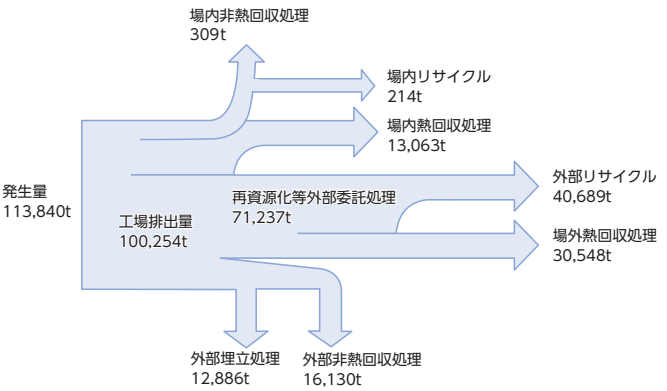 場内非熱回収処理
309t
場内リサイクル
214t
場内熱回収処理
13,063t
発生量
113,840t
工場排出量
100,254t
再資源化等外部委託処理
71,237t
外部リサイクル
40,689t
場外熱回収処理
30,548t
外部埋立処理
12,886t
外部非熱回収処理
16,130t